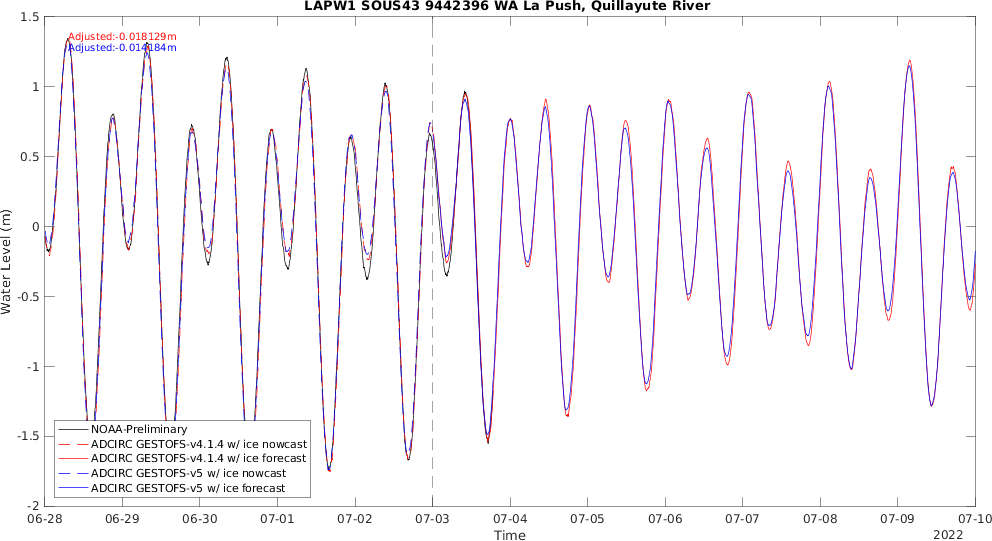 LAPW1 SOUS43 9442396 WA La Push, Quillayute River
Adjusted:-0.018129m
Adjusted:-0.014184m
Water Level (m)
1.5
1
0.5
0
-0.5
-1
-1.5
-2
NOAA-Preliminary
ADCIRC GESTOFS-v4.1.4 w/ ice nowcast
ADCIRC GESTOFS-v4.1.4 w/ ice forecast
ADCIRC GESTOFS-v5 w/ ice nowcast
ADCIRC GESTOFS-v5 w/ ice forecast
06-28 06-29 06-30 07-01 07-02 07-03 07-04 07-05 07-06 07-07 07-08 07-09 07-10
Time
2022